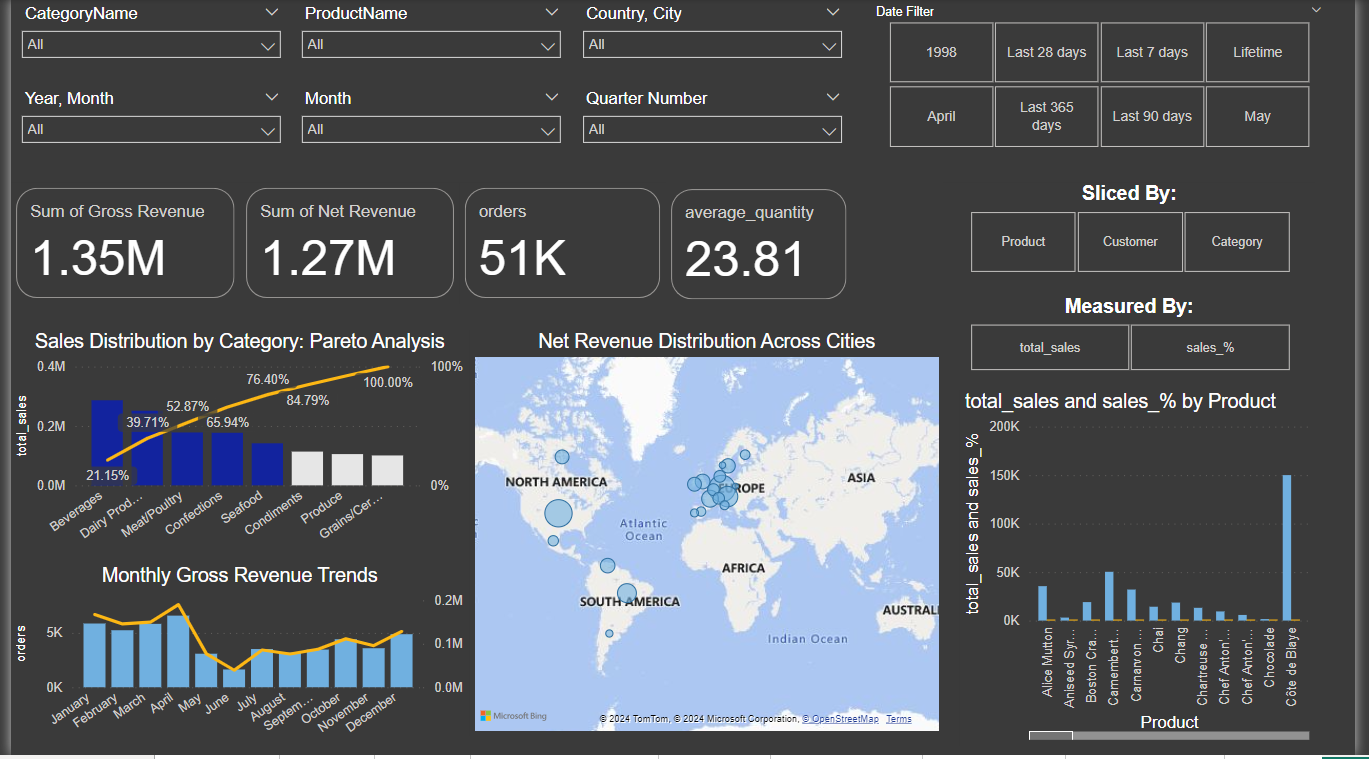 CategoryName
All
ProductName
All
Country, City
All
Date Filter
1998
Last 28 days
Last 7 days
Lifetime
April
Last 365
days
Last 90 days
May
Year, Month
All
Month
All
Quarter Number
All
Sum of Gross Revenue
1.35M
Sum of Net Revenue
1.27M
orders
51K
average_quantity
23.81
Sliced By:
Product
Customer
Category
Measured By:
total_sales
sales_%
Sales Distribution by Category: Pareto Analysis
total_sales
0.4M
0.2M
0.0M
100%
0%
21.15%
39.71%
52.87%
65.94%
76.40%
84.79%
100.00%
Beverages
Dairy Prod...
Meat/Poultry
Confections
Seafood
Condiments
Produce
Grains/Cer...
Monthly Gross Revenue Trends
orders
5K
0K
0.2M
0.1M
0.0M
January
February
March
April
May
June
July
August
Septem...
October
November
December
Net Revenue Distribution Across Cities
NORTH AMERICA
EUROPE
ASIA
Atlantic
Ocean
AFRICA
SOUTH AMERICA
AUSTRALI
Indian Ocean
Microsoft Bing
© 2024 TomTom, © 2024 Microsoft Corporation, © OpenStreetMap Terms
total_sales and sales_% by Product
total_sales and sales_%
200K
150K
100K
50K
0K
Alice Mutton
Aniseed Syr...
Boston Cra...
Camembert...
Carnarvon ...
Chai
Chang
Chartreuse ...
Chef Anton'...
Chef Anton'...
Chocolade
Côte de Blaye
Product